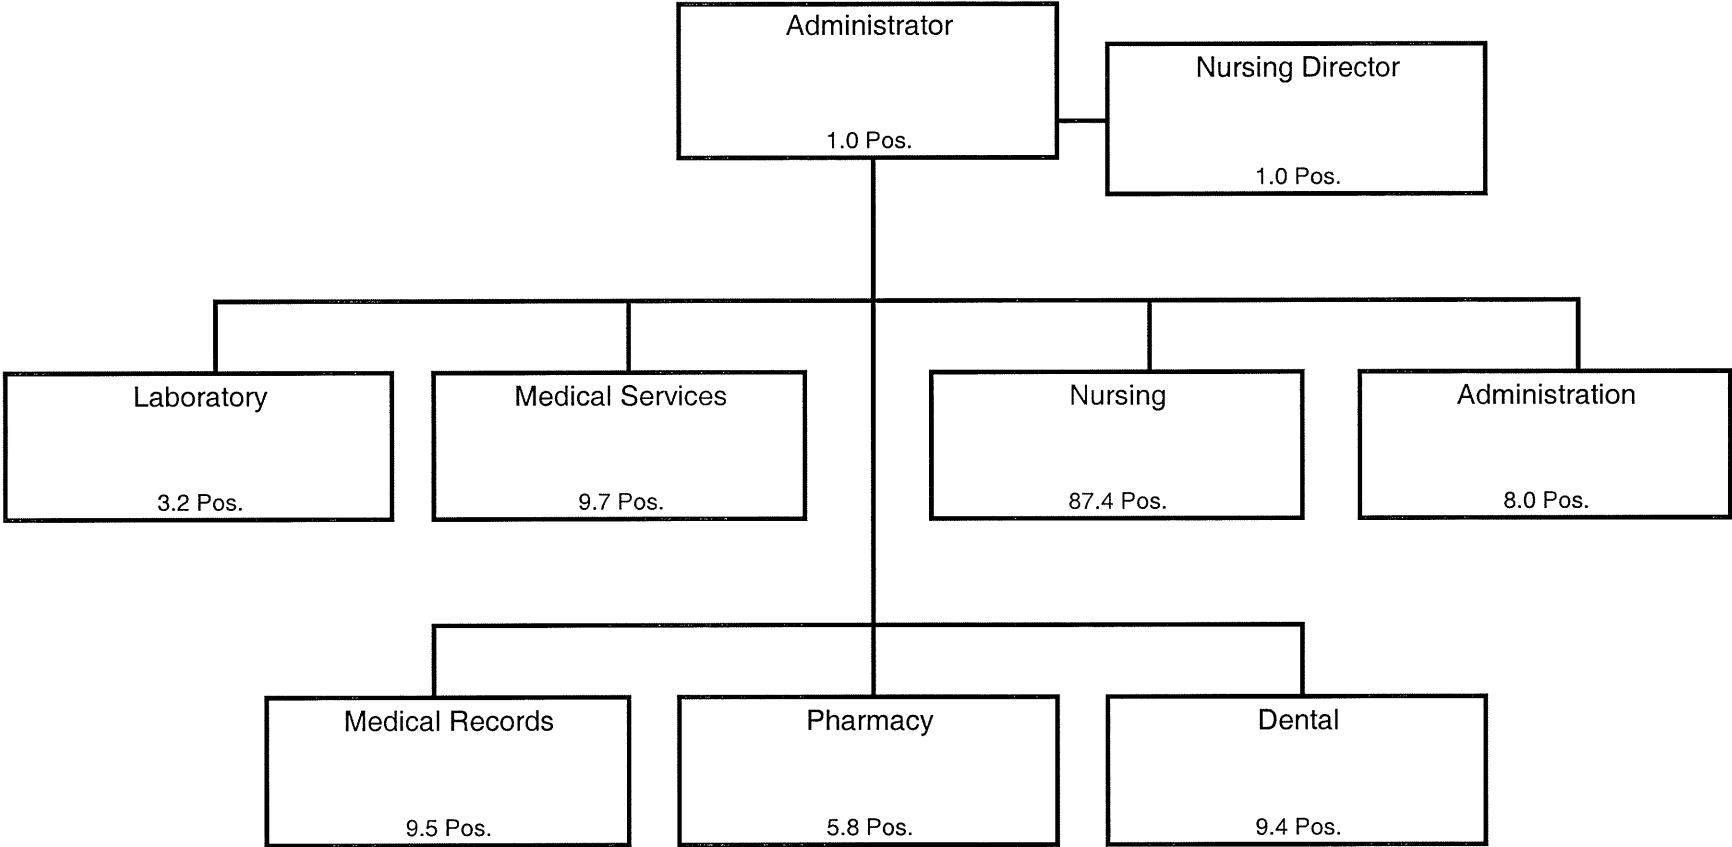 Administrator
1.0 Pos.
Nursing Director
1.0 Pos.
Laboratory
3.2 Pos.
Medical Services
9.7 Pos.
Nursing
87.4 Pos.
Administration
8.0 Pos.
Medical Records
9.5 Pos.
Pharmacy
5.8 Pos.
Dental
9.4 Pos.